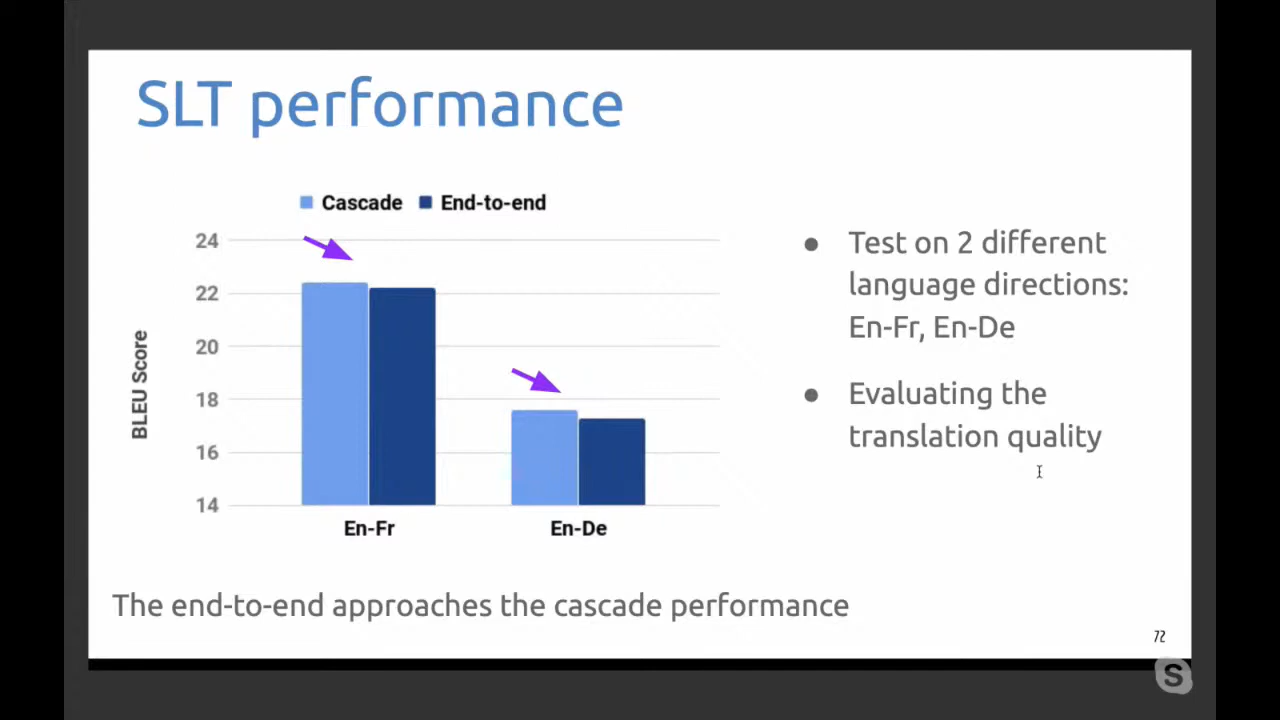 SLT performance
Cascade End-to-end
24
22
20
18
16
14
BLEU Score
En-Fr En-De
● Test on 2 different
language directions:
En-Fr, En-De
● Evaluating the
translation quality
The end-to-end approaches the cascade performance
72
S